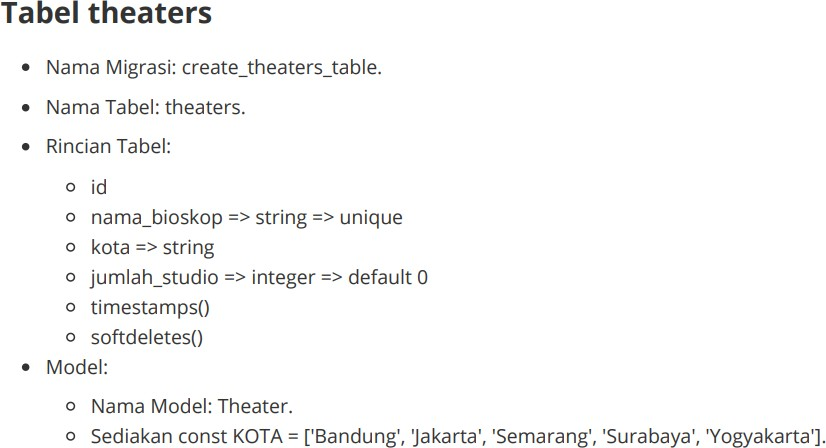 Tabel theaters
• Nama Migrasi: create_theaters_table.
• Nama Tabel: theaters.
• Rincian Tabel:
○ id
○ nama_bioskop => string => unique
○ kota => string
○ jumlah_studio => integer => default 0
○ timestamps()
○ softdeletes()
• Model:
○ Nama Model: Theater.
○ Sediakan const KOTA = ['Bandung', 'Jakarta', 'Semarang', 'Surabaya', 'Yogyakarta'].